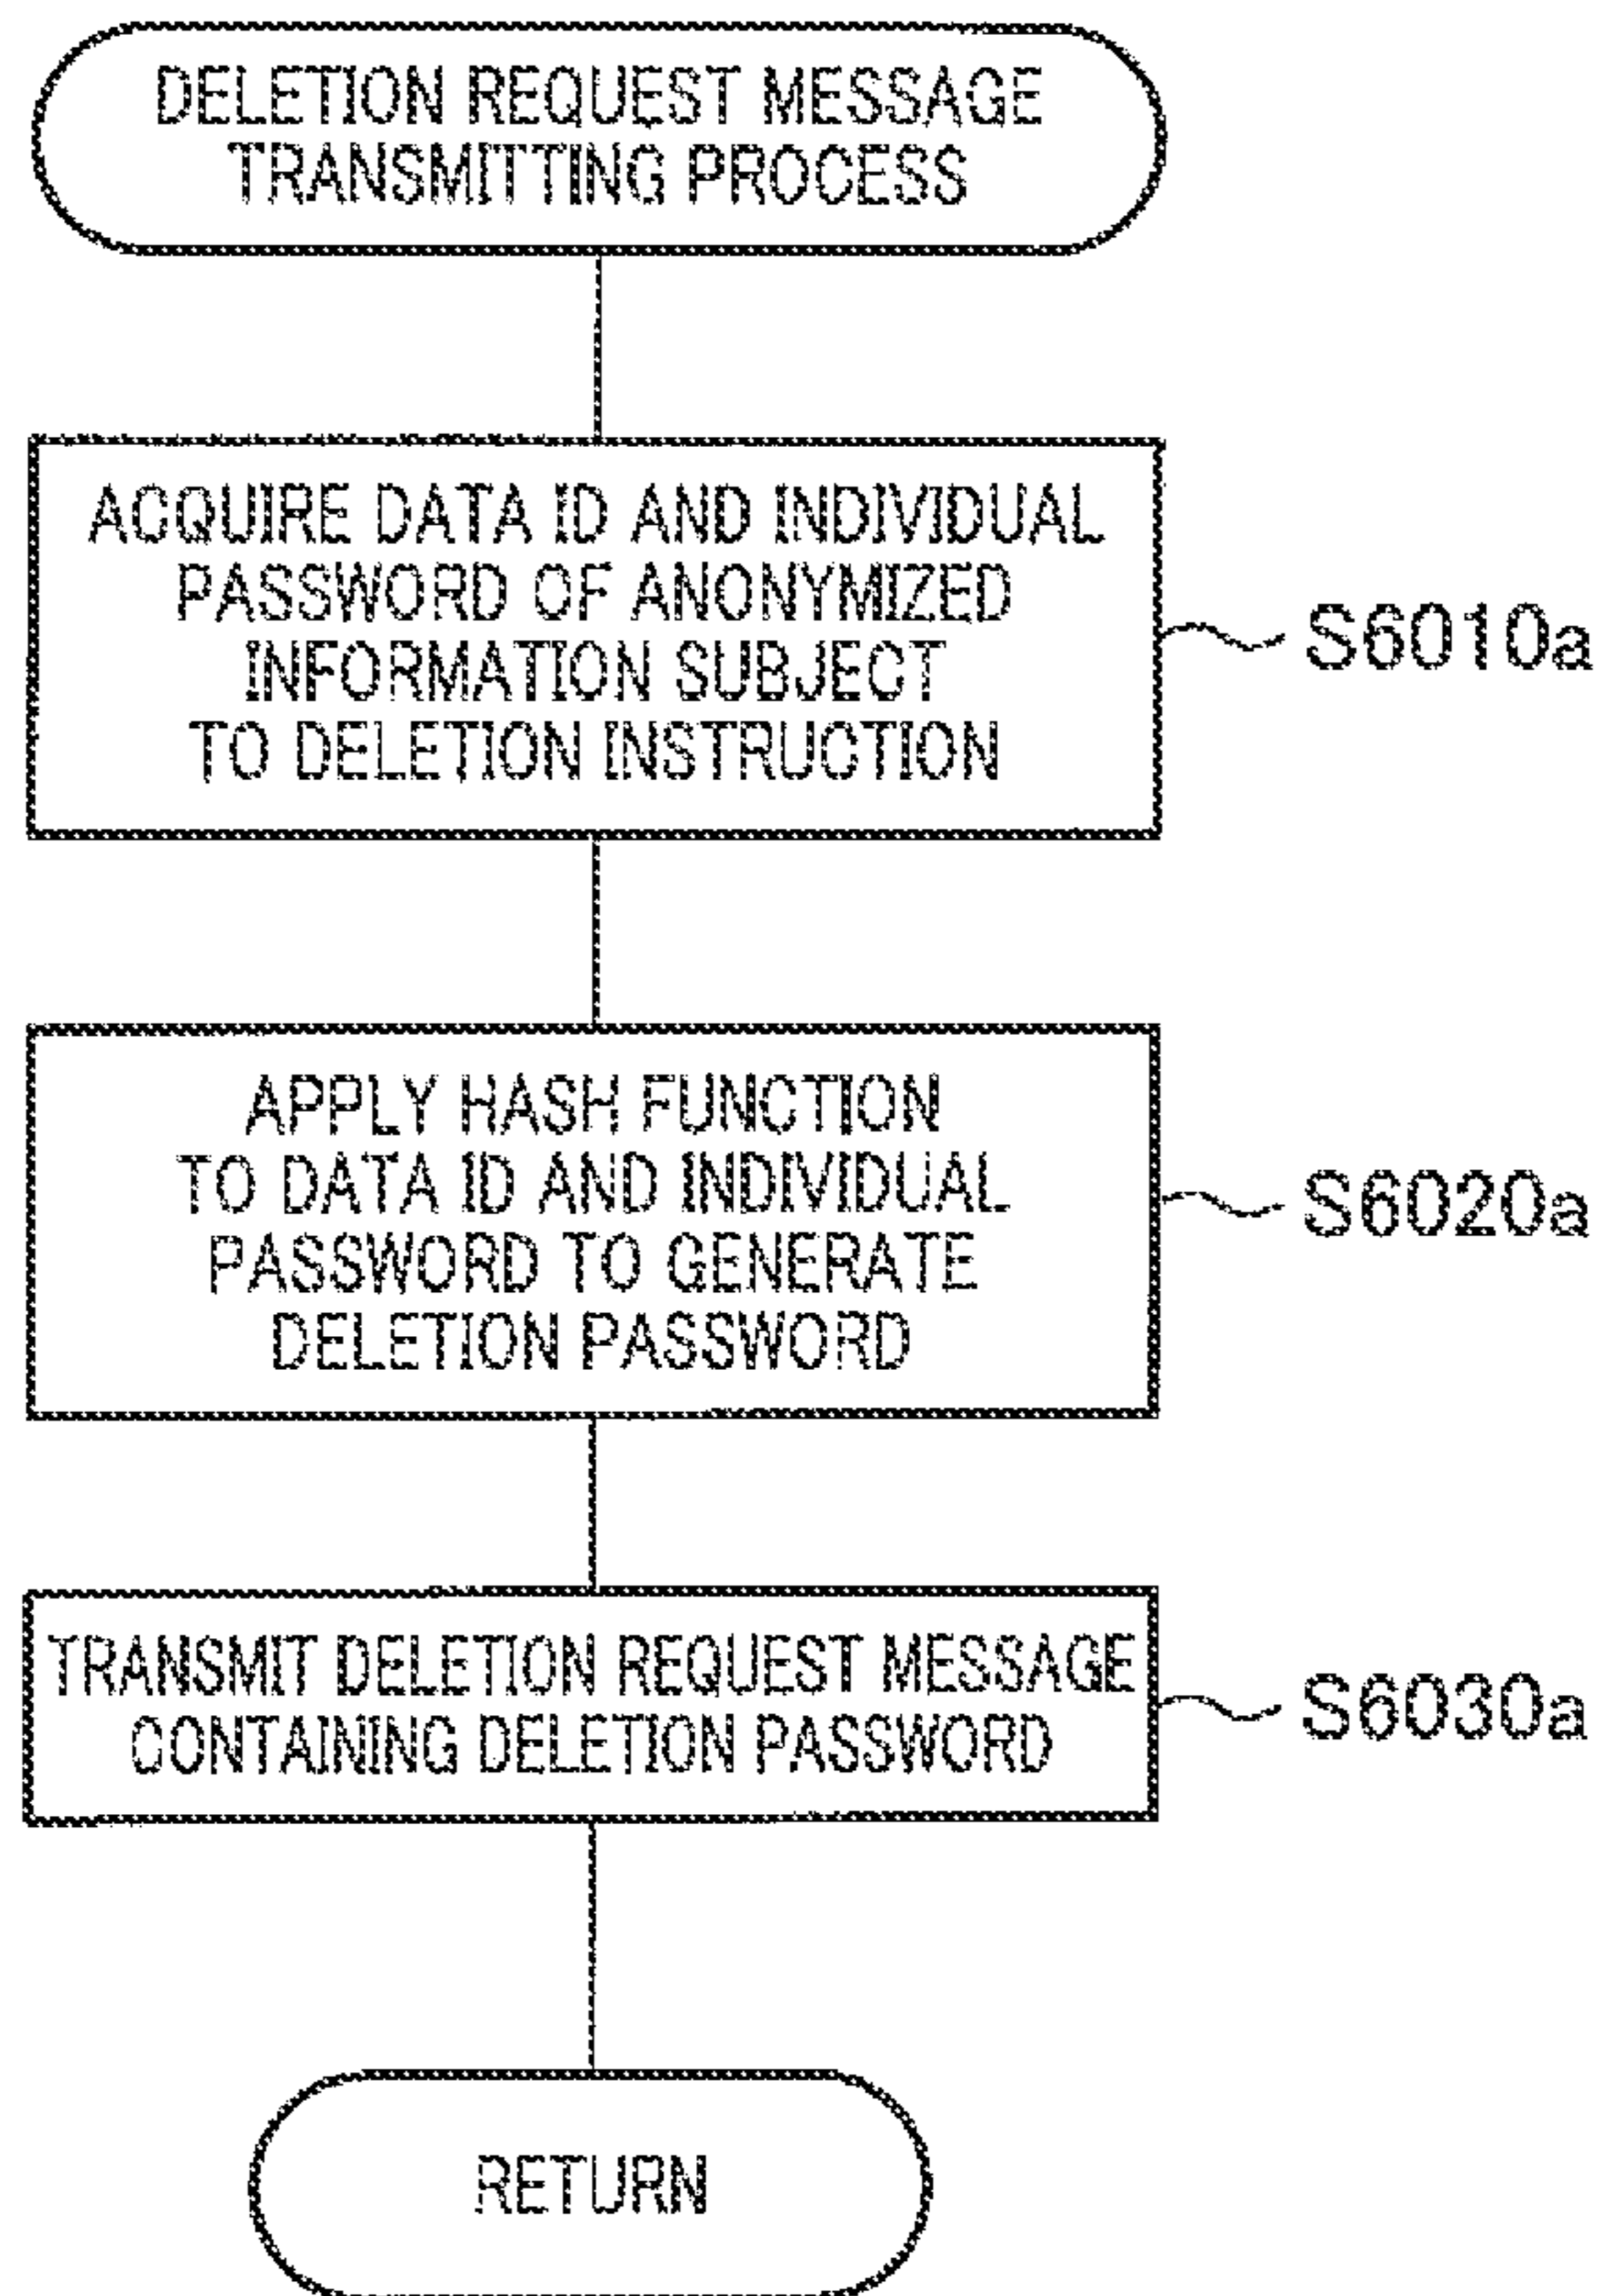 DELETION REQUEST MESSAGE
TRANSMITTING PROCESS
ACQUIRE DATA ID AND INDIVIDUAL
PASSWORD OF ANONYMIZED
INFORMATION SUBJECT
TO DELETION INSTRUCTION
S6010a
APPLY HASH FUNCTION
TO DATA ID AND INDIVIDUAL
PASSWORD TO GENERATE
DELETION PASSWORD
S6020a
TRANSMIT DELETION REQUEST MESSAGE
CONTAINING DELETION PASSWORD
S6030a
RETURN